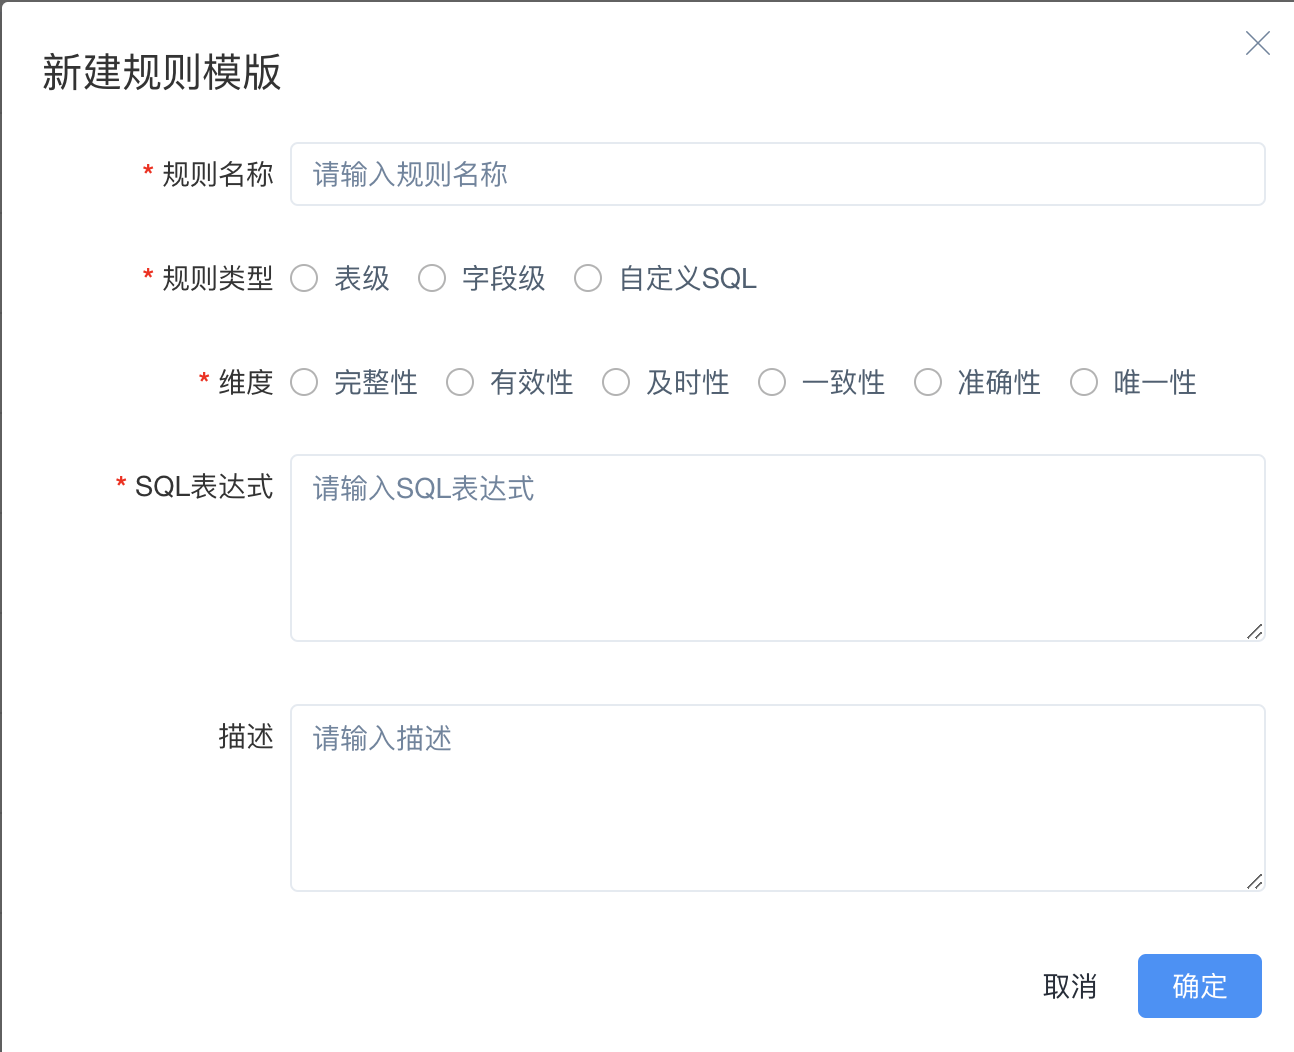 新建规则模版
* 规则名称 请输入规则名称
* 规则类型 表级 字段级 自定义SQL
* 维度 完整性 有效性 及时性 一致性 准确性 唯一性
* SQL表达式 请输入SQL表达式
描述 请输入描述
取消 确定